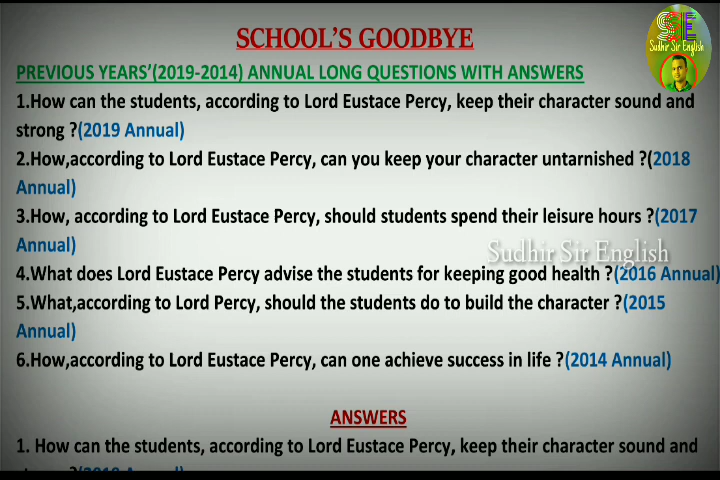 SCHOOL'S GOODBYE
SE
Sudhir Sir English
PREVIOUS YEARS'(2019-2014) ANNUAL LONG QUESTIONS WITH ANSWERS
1.How can the students, according to Lord Eustace Percy, keep their character sound and
strong ?(2019 Annual)
2.How,according to Lord Eustace Percy, can you keep your character untarnished ?(2018
Annual)
3.How, according to Lord Eustace Percy, should students spend their leisure hours ?(2017
Annual)
Sudhir Sir English
4.What does Lord Eustace Percy advise the students for keeping good health ?(2016 Annual)
5.What,according to Lord Percy, should the students do to build the character ?(2015
Annual)
6.How,according to Lord Eustace Percy, can one achieve success in life ?(2014 Annual)
ANSWERS
1. How can the students, according to Lord Eustace Percy, keep their character sound and